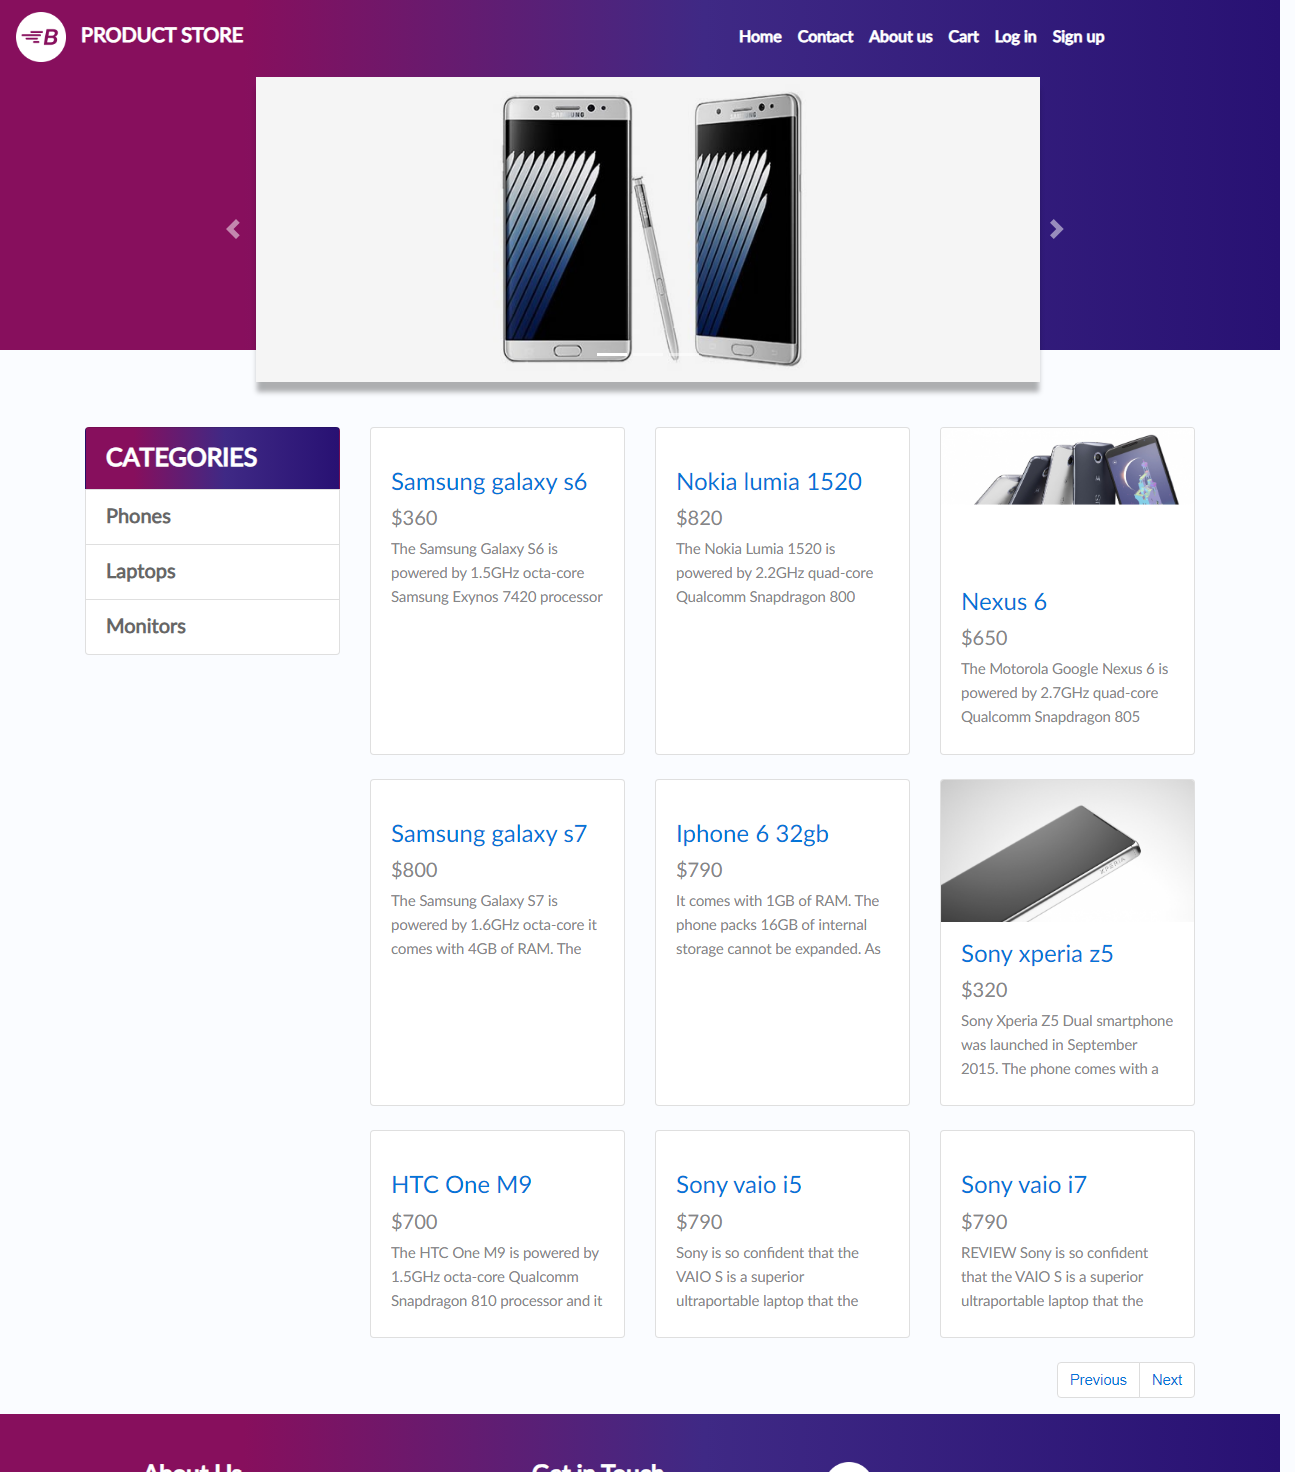 B PRODUCT STORE
Home Contact About us Cart Log in Sign up
SAMSUNG
CATEGORIES
Phones
Laptops
Monitors
Samsung galaxy s6
$360
The Samsung Galaxy S6 is
powered by 1.5GHz octa-core
Samsung Exynos 7420 processor
Nokia lumia 1520
$820
The Nokia Lumia 1520 is
powered by 2.2GHz quad-core
Qualcomm Snapdragon 800
Nexus 6
$650
The Motorola Google Nexus 6 is
powered by 2.7GHz quad-core
Qualcomm Snapdragon 805
Samsung galaxy s7
$800
The Samsung Galaxy S7 is
powered by 1.6GHz octa-core it
comes with 4GB of RAM. The
Iphone 6 32gb
$790
It comes with 1GB of RAM. The
phone packs 16GB of internal
storage cannot be expanded. As
XPERIA
Sony xperia z5
$320
Sony Xperia Z5 Dual smartphone
was launched in September
2015. The phone comes with a
HTC One M9
$700
The HTC One M9 is powered by
1.5GHz octa-core Qualcomm
Snapdragon 810 processor and it
Sony vaio i5
$790
Sony is so confident that the
VAIO S is a superior
ultraportable laptop that the
Sony vaio i7
$790
REVIEW Sony is so confident
that the VAIO S is a superior
ultraportable laptop that the
Previous Next
About Us
Get in Touch